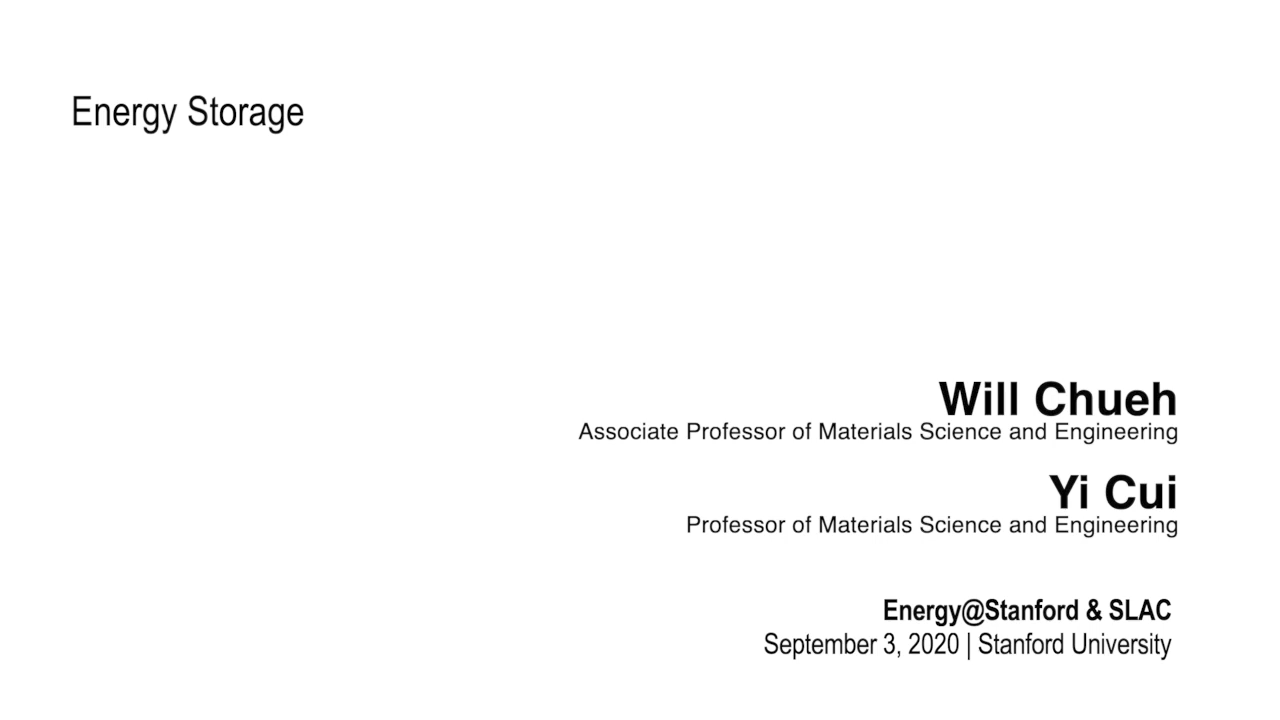 Energy Storage
Will Chueh
Associate Professor of Materials Science and Engineering
Yi Cui
Professor of Materials Science and Engineering
Energy@Stanford & SLAC
September 3, 2020 | Stanford University